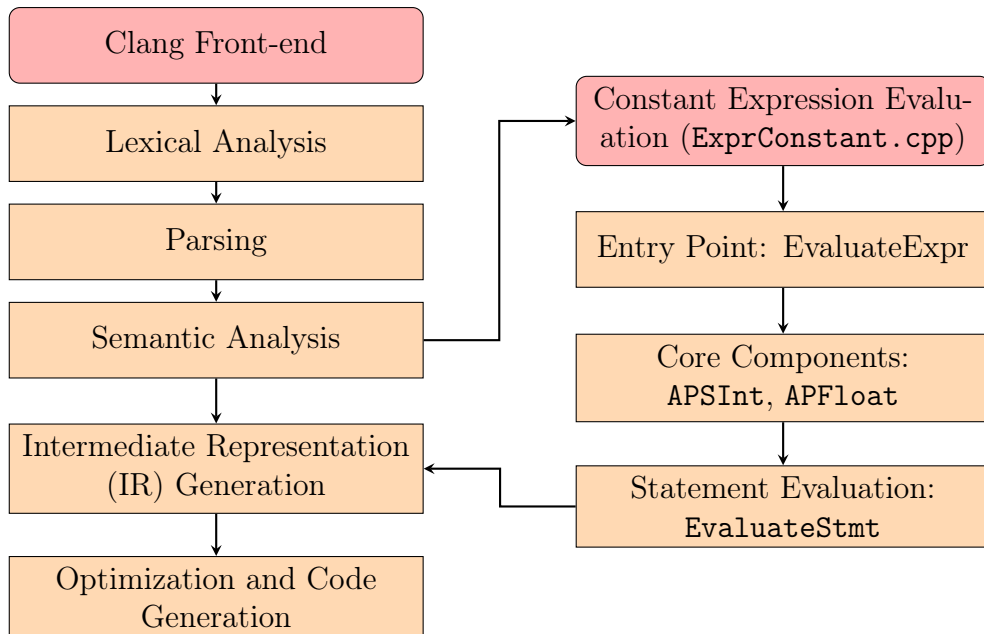 Clang Front-end
Lexical Analysis
Parsing
Semantic Analysis
Intermediate Representation
(IR) Generation
Optimization and Code
Generation
Constant Expression Evalu-
ation (ExprConstant.cpp)
Entry Point: EvaluateExpr
Core Components:
APSInt, APFloat
Statement Evaluation:
EvaluateStmt